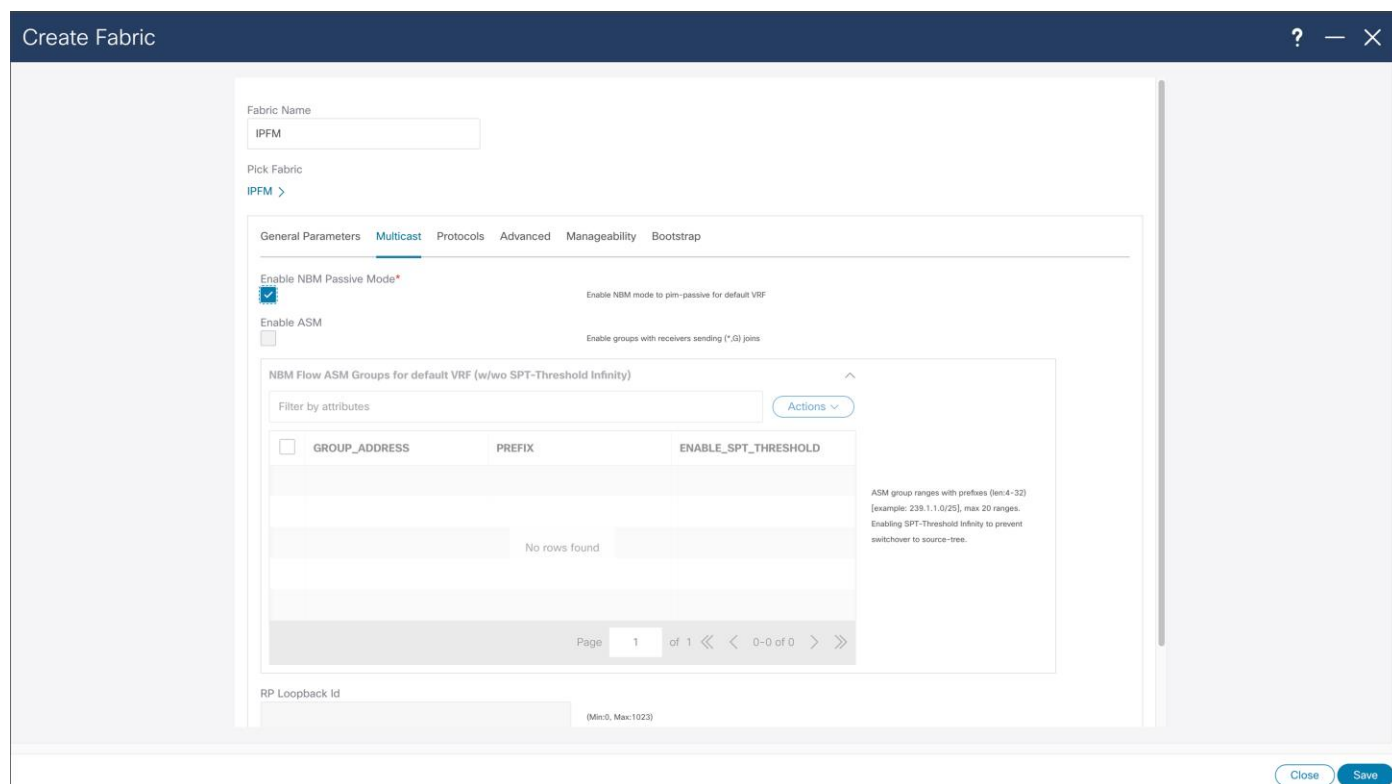 Create Fabric
?
Fabric Name
IPFM
Pick Fabric
IPFM >
General Parameters Multicast Protocols Advanced Manageability Bootstrap
Enable NBM Passive Mode*
Enable NBM mode to pim-passive for default VRF
Enable ASM
Enable groups with receivers sending (*,G) joins
NBM Flow ASM Groups for default VRF (w/wo SPT-Threshold Infinity)
Filter by attributes
Actions
GROUP_ADDRESS PREFIX ENABLE_SPT_THRESHOLD
No rows found
ASM group ranges with prefixes (len:4-32)
[example: 239.1.1.0/25], max 20 ranges.
Enabling SPT-Threshold Infinity to prevent
switchover to source-tree.
Page 1 of 1 0-0 of 0
RP Loopback Id
(Min:0, Max:1023)
Close Save